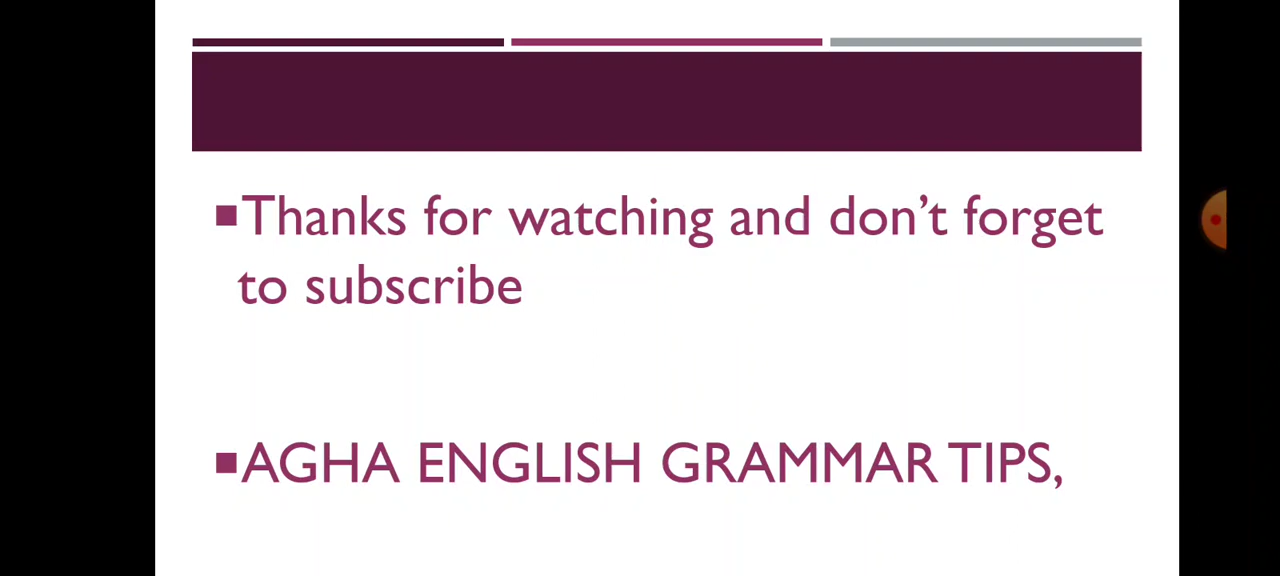 Thanks for watching and don’t forget
to subscribe
AGHA ENGLISH GRAMMAR TIPS,